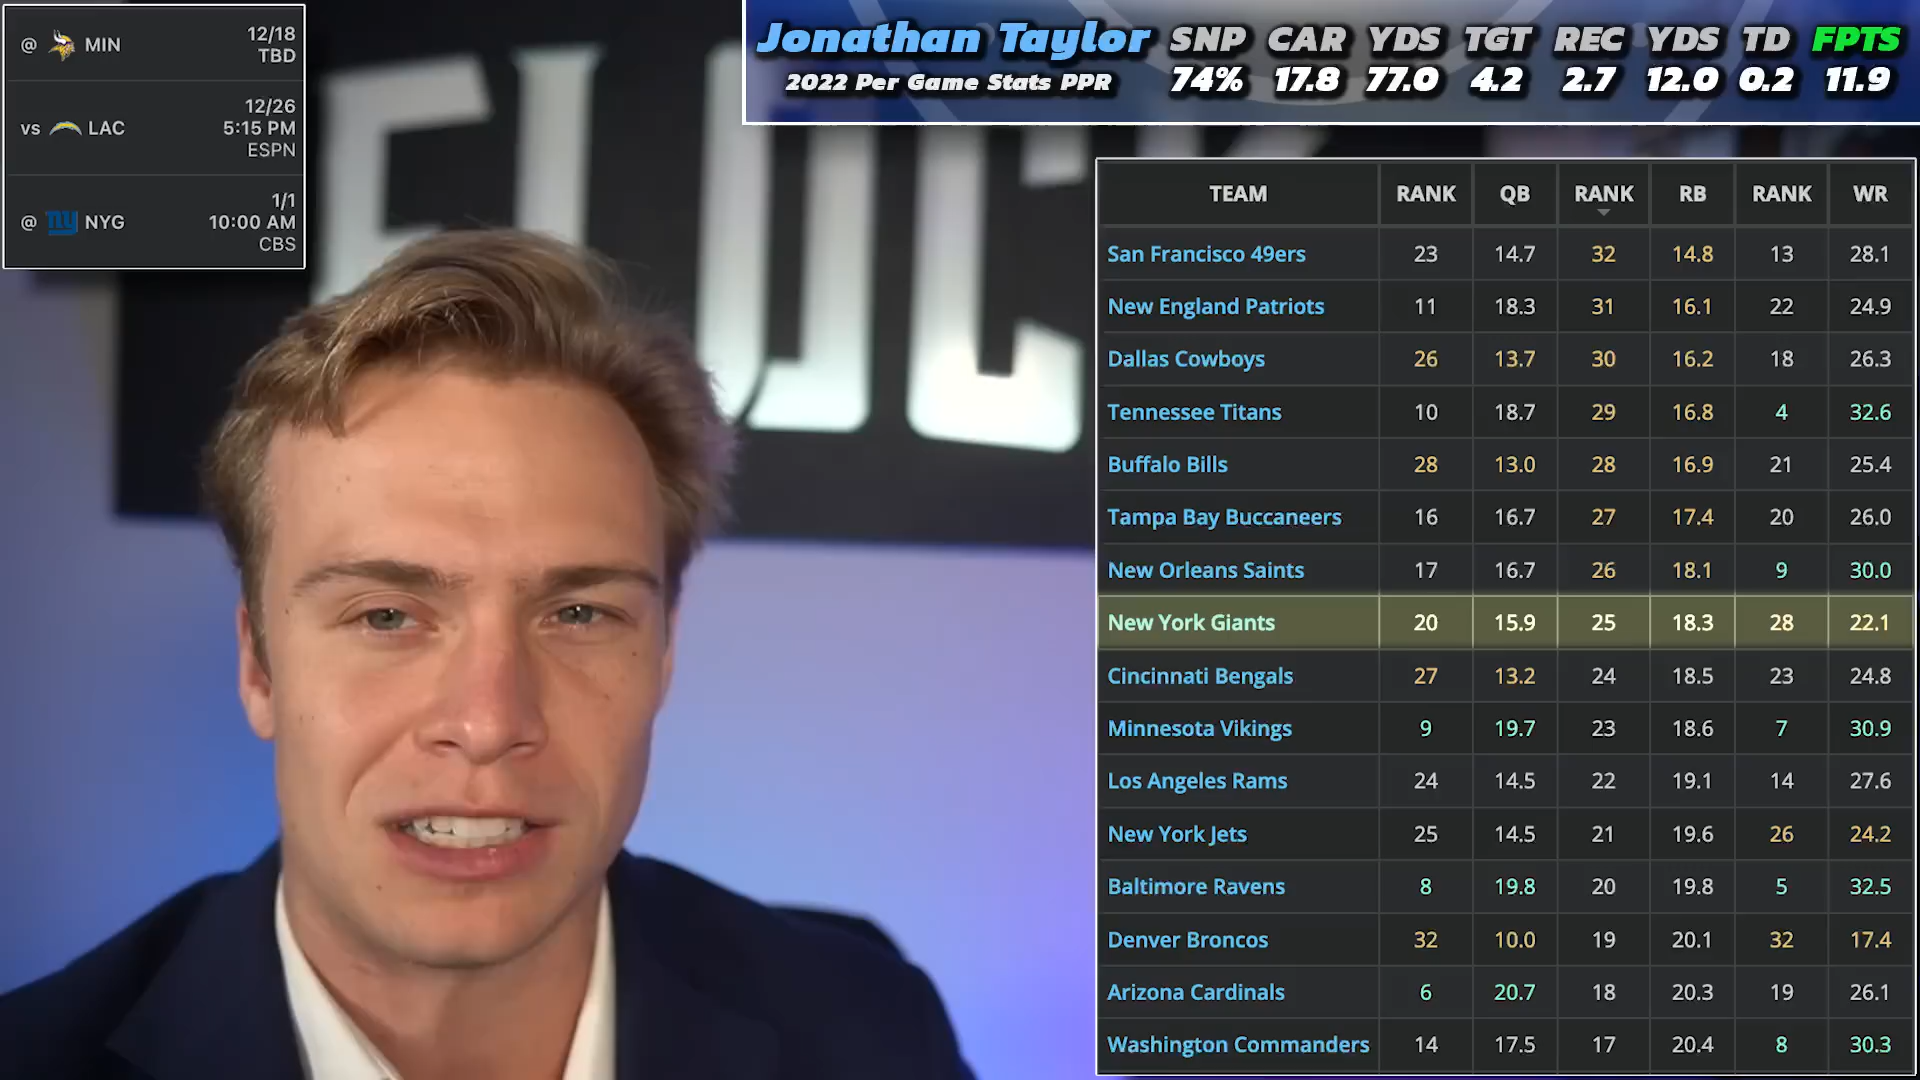 @ MIN 12/18
TBD
12/26
vs LAC 5:15 PM
ESPN
1/1
@ NYG 10:00 AM
CBS
Jonathan Taylor SNP CAR YDS TGT REC YDS TD FPTS
2022 Per Game Stats PPR 74% 17.8 77.0 4.2 2.7 12.0 0.2 11.9
TEAM RANK QB RANK RB RANK WR
San Francisco 49ers 23 14.7 32 14.8 13 28.1
New England Patriots 11 18.3 31 16.1 22 24.9
Dallas Cowboys 26 13.7 30 16.2 18 26.3
Tennessee Titans 10 18.7 29 16.8 4 32.6
Buffalo Bills 28 13.0 28 16.9 21 25.4
Tampa Bay Buccaneers 16 16.7 27 17.4 20 26.0
New Orleans Saints 17 16.7 26 18.1 9 30.0
New York Giants 20 15.9 25 18.3 28 22.1
Cincinnati Bengals 27 13.2 24 18.5 23 24.8
Minnesota Vikings 9 19.7 23 18.6 7 30.9
Los Angeles Rams 24 14.5 22 19.1 14 27.6
New York Jets 25 14.5 21 19.6 26 24.2
Baltimore Ravens 8 19.8 20 19.8 5 32.5
Denver Broncos 32 10.0 19 20.1 32 17.4
Arizona Cardinals 6 20.7 18 20.3 19 26.1
Washington Commanders 14 17.5 17 20.4 8 30.3